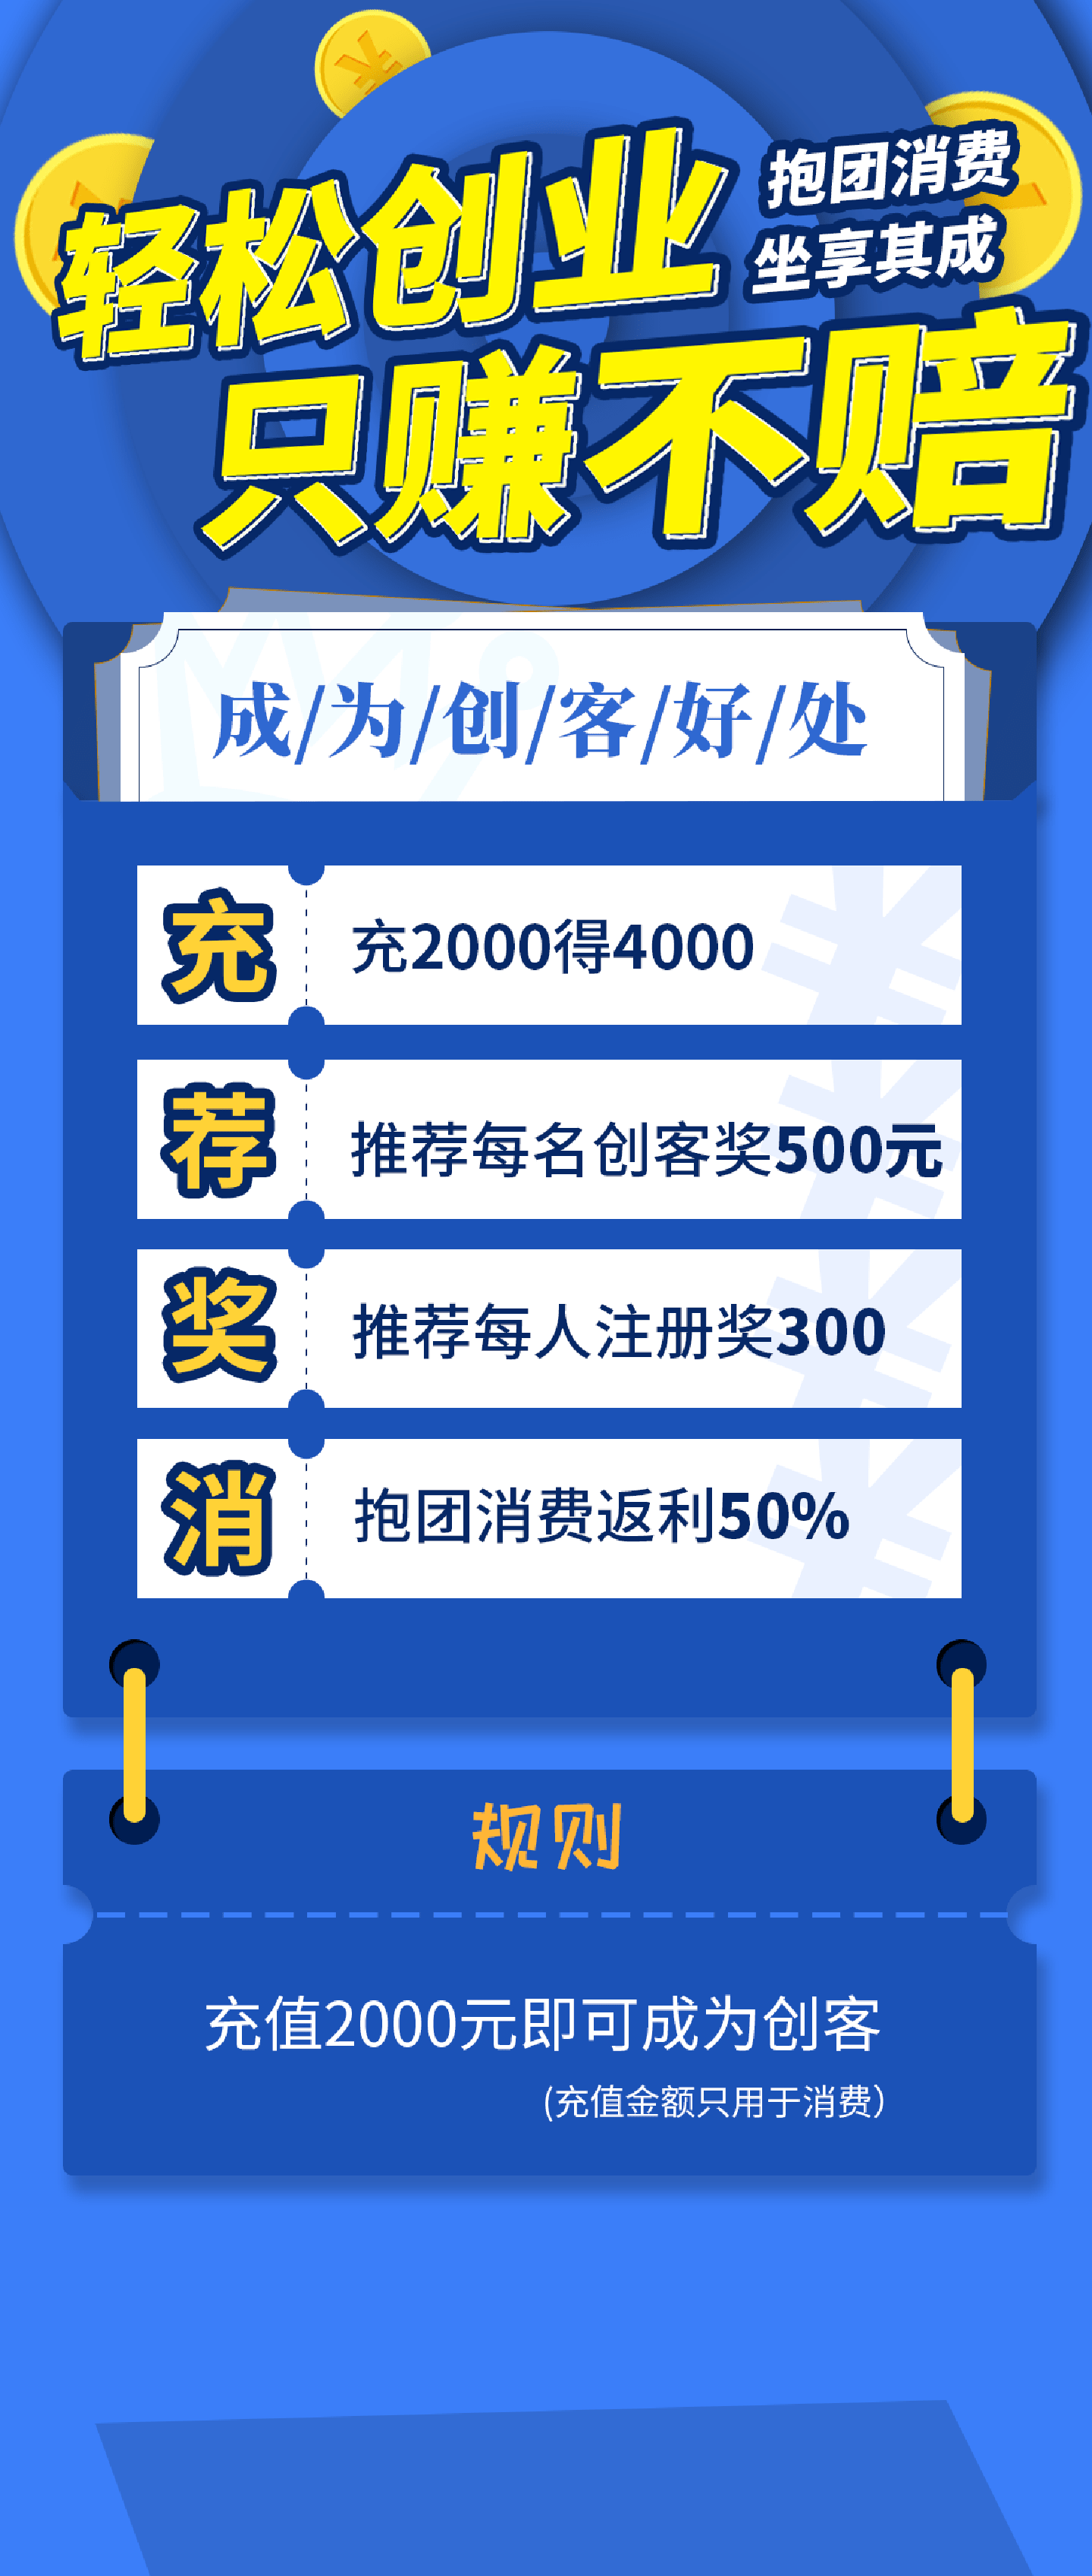 轻松创业
抱团消费
坐享其成
只赚不赔
成/为/创/客/好/处
充
充2000得4000
荐
推荐每名创客奖500元
奖
推荐每人注册奖300
消
抱团消费返利50%
规则
充值2000元即可成为创客
(充值金额只用于消费)